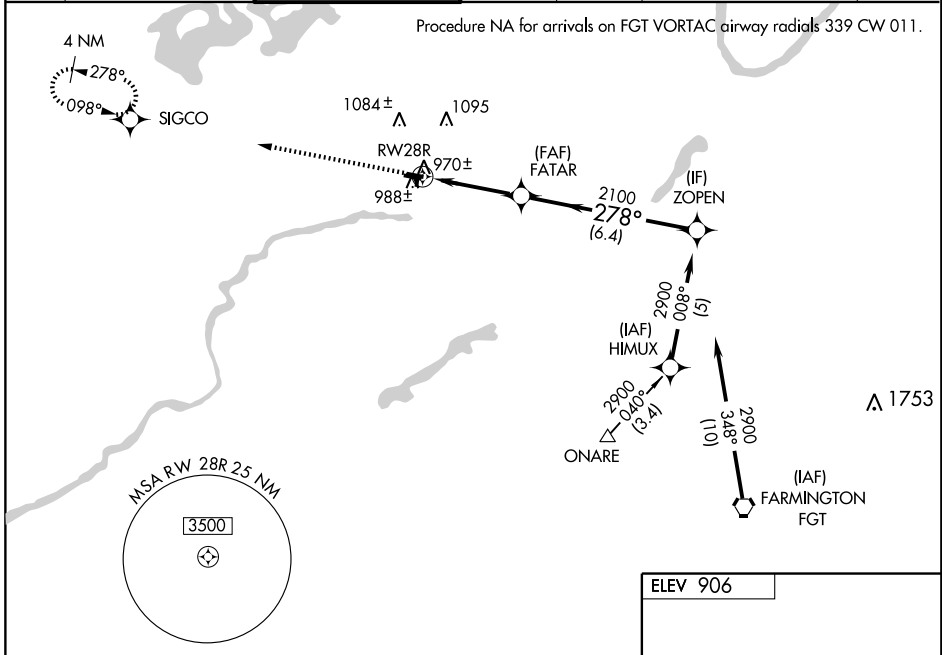 Procedure NA for arrivals on FGT VORTAC airway radials 339 CW 011.
4 NM
278°
098°
SIGCO
1084±
1095
RW28R
970±
988±
(FAF)
FATAR
2100
278°
(6.4)
(IF)
ZOPEN
2900
008°
(5)
(IAF)
HIMUX
2900
040°
(3.4)
ONARE
2900
348°
(10)
1753
(IAF)
FARMINGTON
FGT
MSA RW 28R 25 NM
3500
ELEV 906